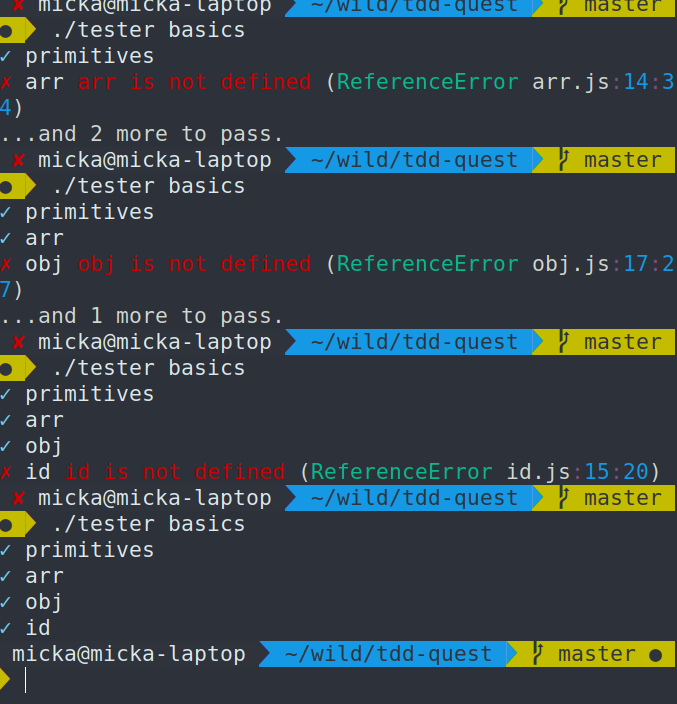 ✘ micka@micka-laptop ~/wild/tdd-quest master
● ./tester basics
✓ primitives
✗ arr arr is not defined (ReferenceError arr.js:14:3
4)
...and 2 more to pass.
✘ micka@micka-laptop ~/wild/tdd-quest master
● ./tester basics
✓ primitives
✓ arr
✗ obj obj is not defined (ReferenceError obj.js:17:2
7)
...and 1 more to pass.
✘ micka@micka-laptop ~/wild/tdd-quest master
● ./tester basics
✓ primitives
✓ arr
✓ obj
✗ id id is not defined (ReferenceError id.js:15:20)
✘ micka@micka-laptop ~/wild/tdd-quest master
● ./tester basics
✓ primitives
✓ arr
✓ obj
✓ id
micka@micka-laptop ~/wild/tdd-quest master ●